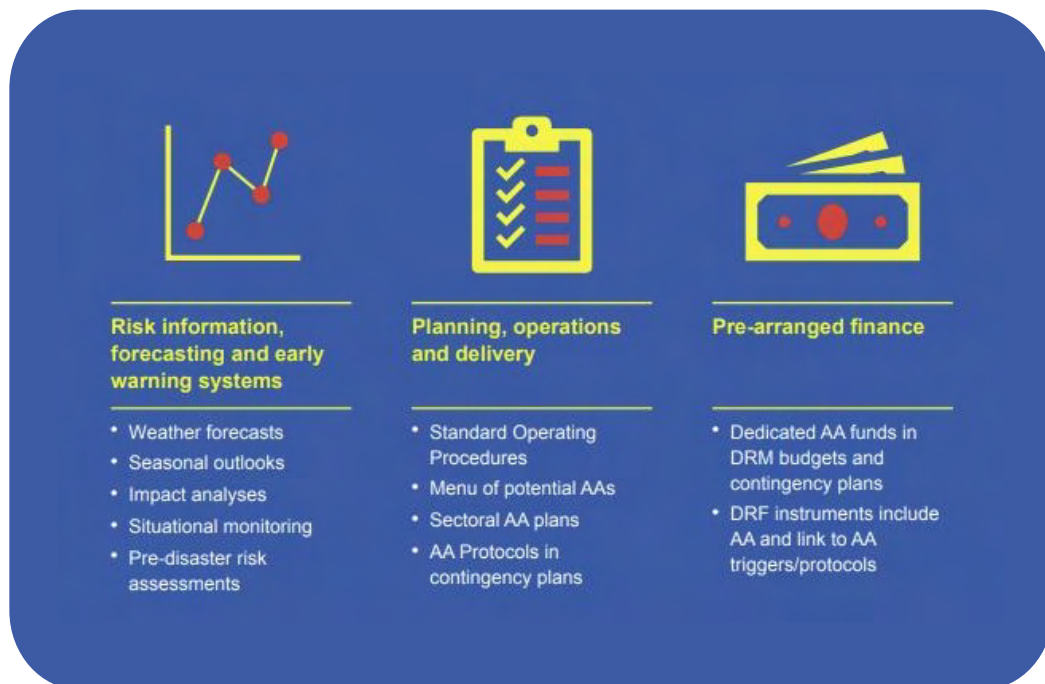 Risk information,
forecasting and early
warning systems
• Weather forecasts
• Seasonal outlooks
• Impact analyses
• Situational monitoring
• Pre-disaster risk
assessments
Planning, operations
and delivery
• Standard Operating
Procedures
• Menu of potential AAs
• Sectoral AA plans
• AA Protocols in
contingency plans
Pre-arranged finance
• Dedicated AA funds in
DRM budgets and
contingency plans
• DRF instruments include
AA and link to AA
triggers/protocols